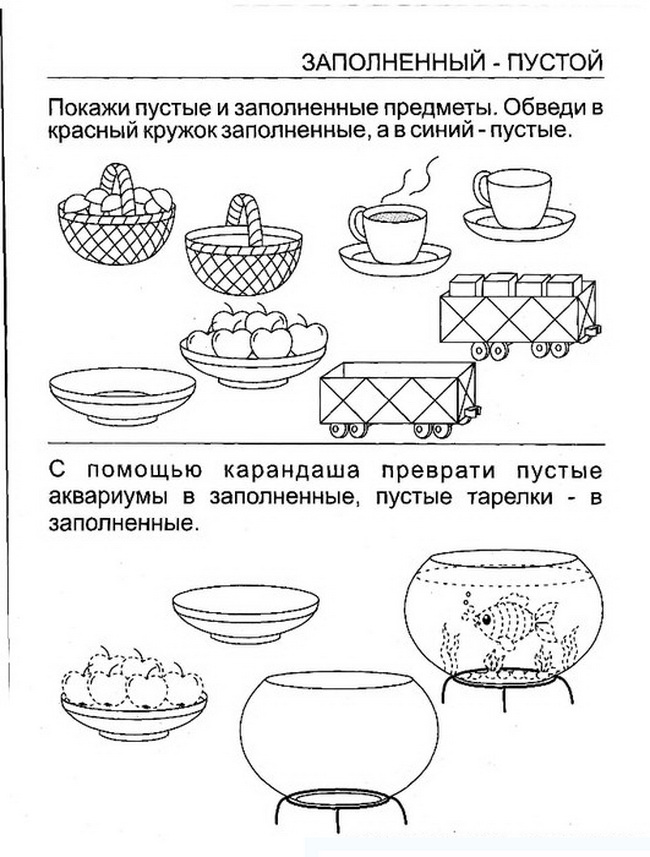 ЗАПОЛНЕННЫЙ - ПУСТОЙ
Покажи пустые и заполненные предметы. Обведи в
красный кружок заполненные, а в синий - пустые.
С помощью карандаша преврати пустые
аквариумы в заполненные, пустые тарелки - в
заполненные.